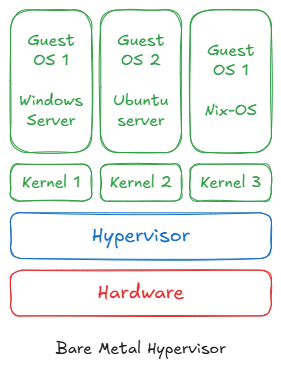 Guest
OS 1
Windows
Server
Guest
OS 2
Ubuntu
server
Guest
OS 1
Nix-OS
Kernel 1
Kernel 2
Kernel 3
Hypervisor
Hardware
Bare Metal Hypervisor